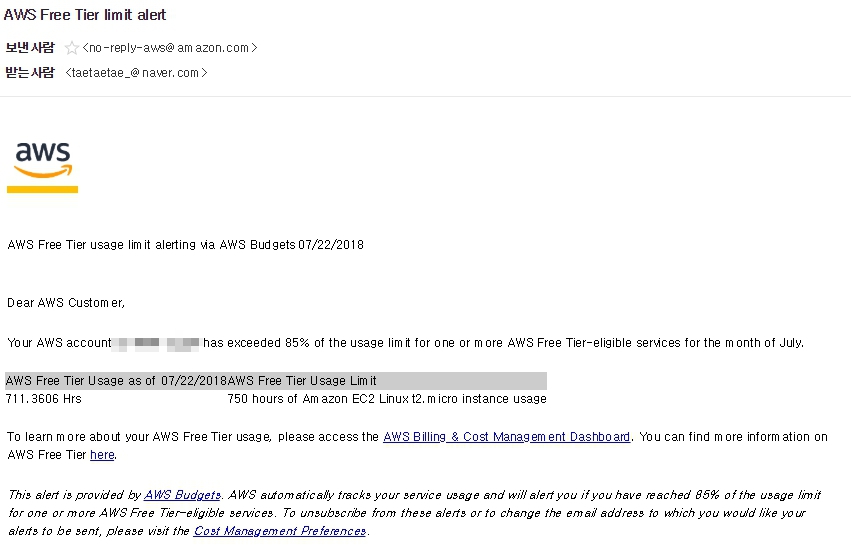 AWS Free Tier limit alert
보낸 사람 ☆ <no-reply-aws@amazon.com>
받는 사람 <taetaetae_@naver.com>
aws
AWS Free Tier usage limit alerting via AWS Budgets 07/22/2018
Dear AWS Customer,
Your AWS account has exceeded 85% of the usage limit for one or more AWS Free Tier-eligible services for the month of July.
AWS Free Tier Usage as of 07/22/2018 AWS Free Tier Usage Limit
711.3606 Hrs 750 hours of Amazon EC2 Linux t2.micro instance usage
To learn more about your AWS Free Tier usage, please access the AWS Billing & Cost Management Dashboard. You can find more information on
AWS Free Tier here.
This alert is provided by AWS Budgets. AWS automatically tracks your service usage and will alert you if you have reached 85% of the usage limit
for one or more AWS Free Tier-eligible services. To unsubscribe from these alerts or to change the email address to which you would like your
alerts to be sent, please visit the Cost Management Preferences.